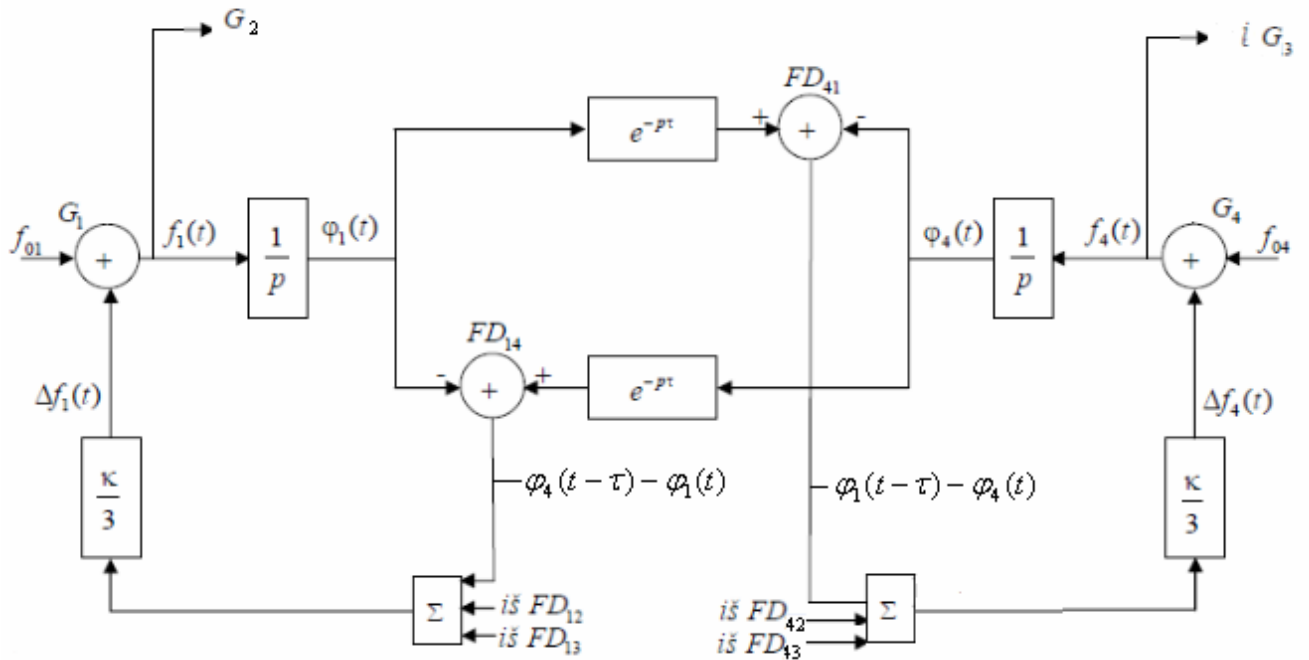 G₂
i G₃
FD₄₁
e^{-pτ}
+
-
+
G₁
f₁(t)
φ₁(t)
φ₄(t)
f₄(t)
G₄
f₀₁
+
1/p
1/p
+
f₀₄
FD₁₄
Δf₁(t)
-
+
+
e^{-pτ}
Δf₄(t)
κ/3
φ₄(t-τ)-φ₁(t)
φ₁(t-τ)-φ₄(t)
κ/3
Σ
iš FD₁₂
iš FD₁₃
iš FD₄₂
iš FD₄₃
Σ